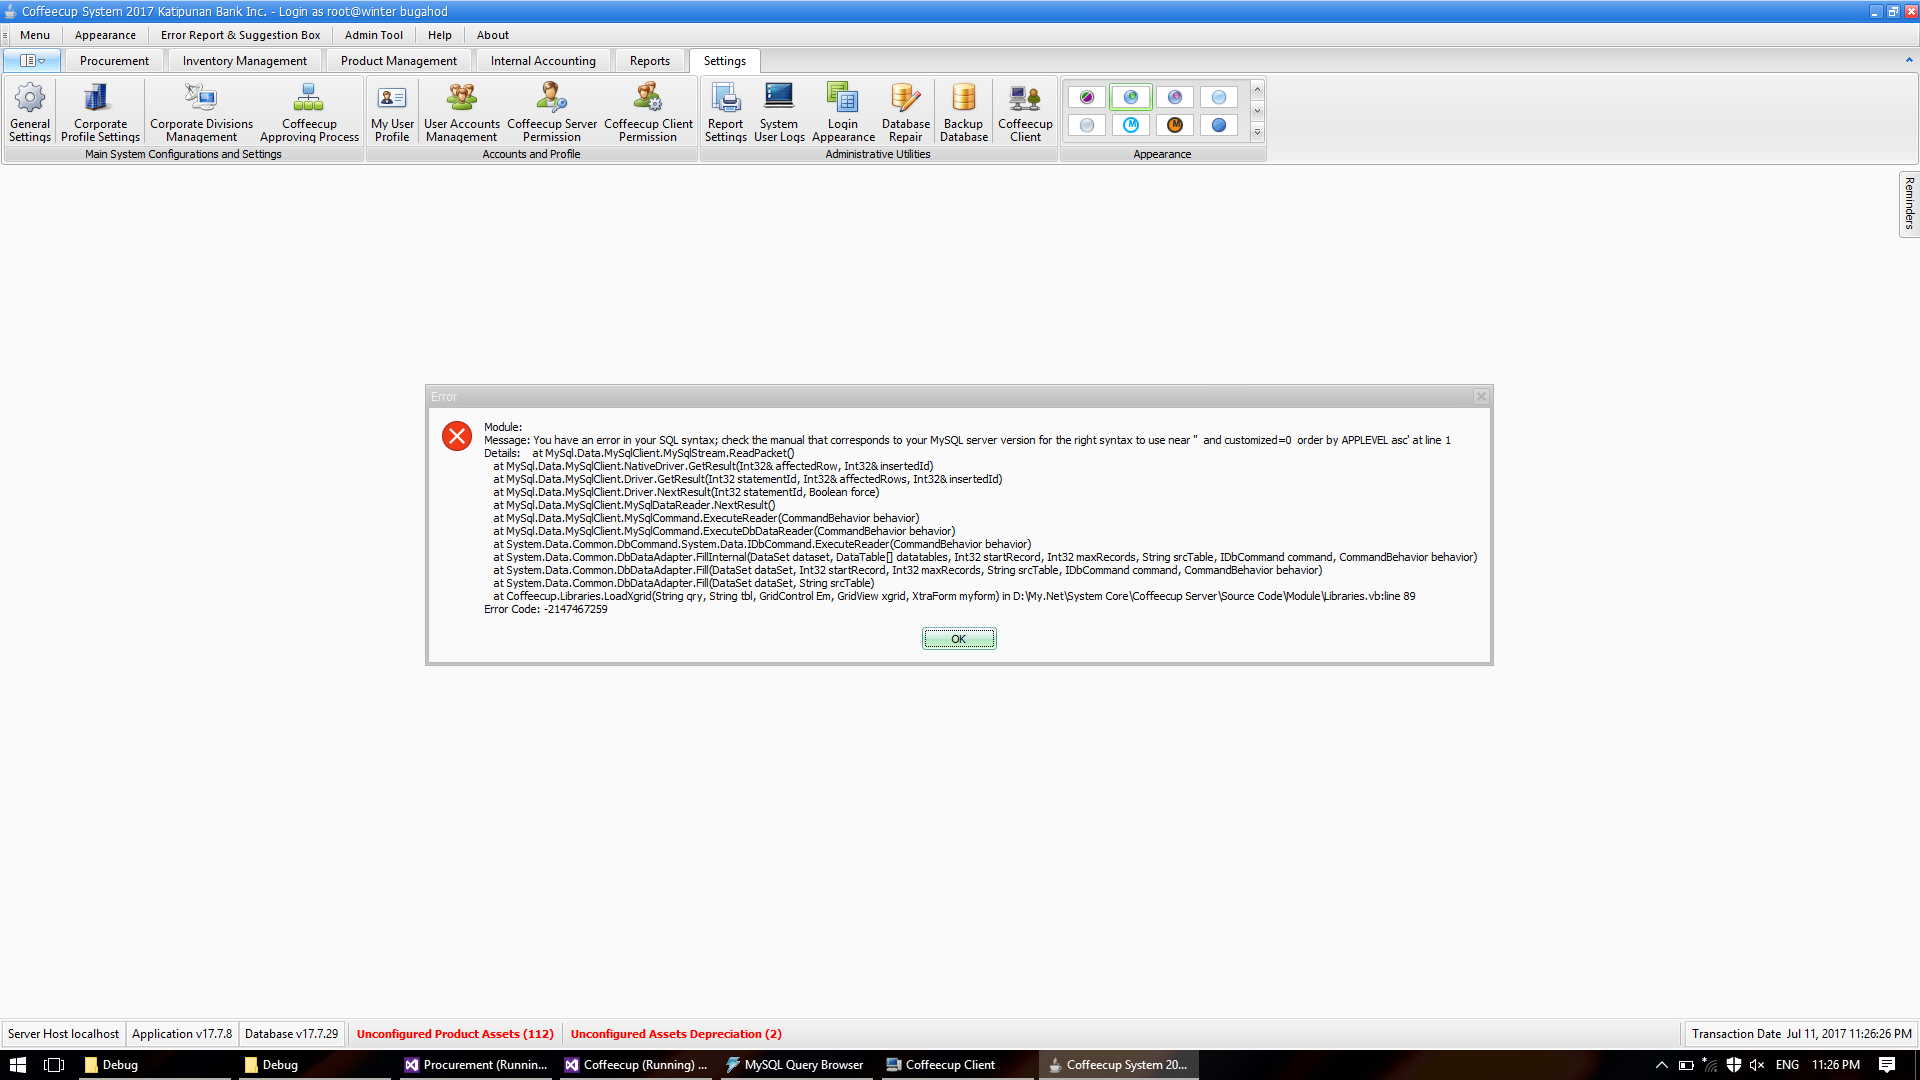 Coffeecup System 2017 Katipunan Bank Inc. - Login as root@winter bugahod
Menu Appearance Error Report & Suggestion Box Admin Tool Help About
Procurement Inventory Management Product Management Internal Accounting Reports Settings
General Settings
Corporate Profile Settings
Corporate Divisions Management
Coffeecup Approving Process
Main System Configurations and Settings
My User Profile
User Accounts Management
Coffeecup Server Permission
Coffeecup Client Permission
Accounts and Profile
Report Settings
System User Logs
Login Appearance
Database Repair
Backup Database
Coffeecup Client
Administrative Utilities
Appearance
Reminders
Error
Module:
Message: You have an error in your SQL syntax; check the manual that corresponds to your MySQL server version for the right syntax to use near ''  and customized=0  order by APPLEVEL asc' at line 1
Details:    at MySql.Data.MySqlClient.MySqlStream.ReadPacket()
at MySql.Data.MySqlClient.NativeDriver.GetResult(Int32& affectedRow, Int32& insertedId)
at MySql.Data.MySqlClient.Driver.GetResult(Int32 statementId, Int32& affectedRows, Int32& insertedId)
at MySql.Data.MySqlClient.Driver.NextResult(Int32 statementId, Boolean force)
at MySql.Data.MySqlClient.MySqlDataReader.NextResult()
at MySql.Data.MySqlClient.MySqlCommand.ExecuteReader(CommandBehavior behavior)
at MySql.Data.MySqlClient.MySqlCommand.ExecuteDbDataReader(CommandBehavior behavior)
at System.Data.Common.DbCommand.System.Data.IDbCommand.ExecuteReader(CommandBehavior behavior)
at System.Data.Common.DbDataAdapter.FillInternal(DataSet dataset, DataTable[] datatables, Int32 startRecord, Int32 maxRecords, String srcTable, IDbCommand command, CommandBehavior behavior)
at System.Data.Common.DbDataAdapter.Fill(DataSet dataSet, Int32 startRecord, Int32 maxRecords, String srcTable, IDbCommand command, CommandBehavior behavior)
at System.Data.Common.DbDataAdapter.Fill(DataSet dataSet, String srcTable)
at Coffeecup.Libraries.LoadXgrid(String qry, String tbl, GridControl Em, GridView xgrid, XtraForm myform) in D:\My.Net\System Core\Coffeecup Server\Source Code\Module\Libraries.vb:line 89
Error Code: -2147467259
OK
Server Host localhost Application v17.7.8 Database v17.7.29 Unconfigured Product Assets (112) Unconfigured Assets Depreciation (2) Transaction Date Jul 11, 2017 11:26:26 PM
Debug Debug Procurement (Runnin... Coffeecup (Running) ... MySQL Query Browser Coffeecup Client Coffeecup System 20... ENG 11:26 PM